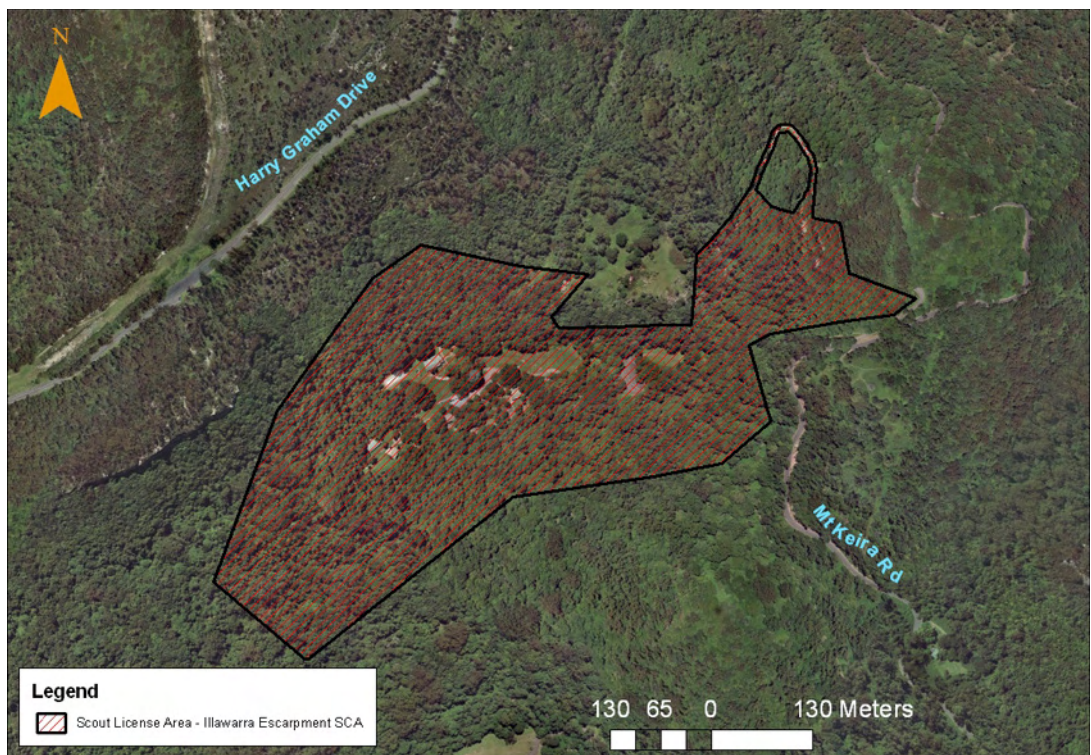 N
Harry Graham Drive
Mt Keira Rd
Legend
Scout License Area - Illawarra Escarpment SCA
130 65 0 130 Meters